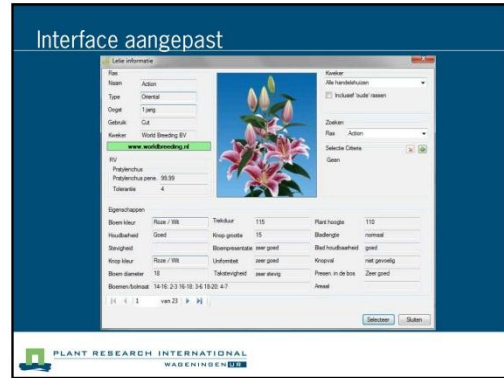 Interface aangepast
Lelie informatie
Ras
Naam Action
Type Oriental
Oogst 1 jarig
Gebruik Cut
Kweker World Breeding BV
www.worldbreeding.nl
RV
Pratylenchus
Pratylenchus pene. 99,99
Tolerantie 4
Kweker
Alle handelshuizen
Inclusief 'oude' rassen
Zoeken
Ras Action
Selectie Criteria
Geen
Eigenschappen
Bloem kleur Roze / Wit Trekduur 115 Plant hoogte 110
Houdbaarheid Goed Knop grootte 15 Bladlengte normaal
Stevigheid Bloempresentatie zeer goed Blad houdbaarheid goed
Knop kleur Roze / Wit Uniformiteit zeer goed Knopval niet gevoelig
Bloem diameter 18 Takstevigheid zeer stevig Presen. in de bos Zeer goed
Bloemen/bolmaat 14-16: 2-3 16-18: 3-6 18-20: 4-7 Areaal
1 van 23
Selecteer Sluiten
PLANT RESEARCH INTERNATIONAL
WAGENINGEN UR